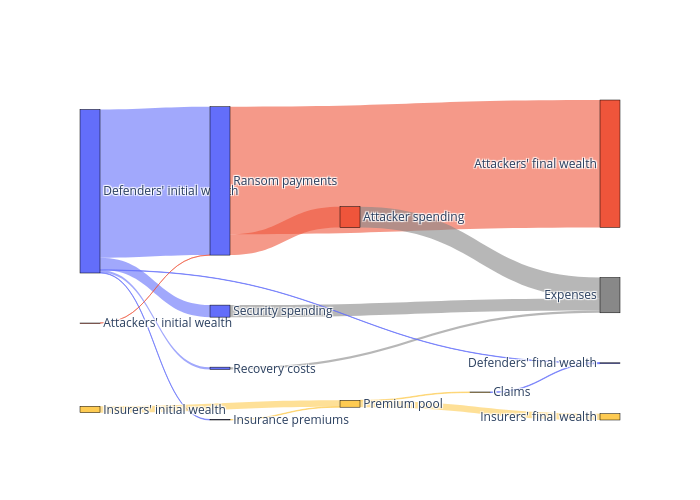 Attackers' final wealth
Ransom payments
Defenders' initial wealth
Attacker spending
Expenses
Security spending
Attackers' initial wealth
Defenders' final wealth
Recovery costs
Claims
Premium pool
Insurers' initial wealth
Insurers' final wealth
Insurance premiums